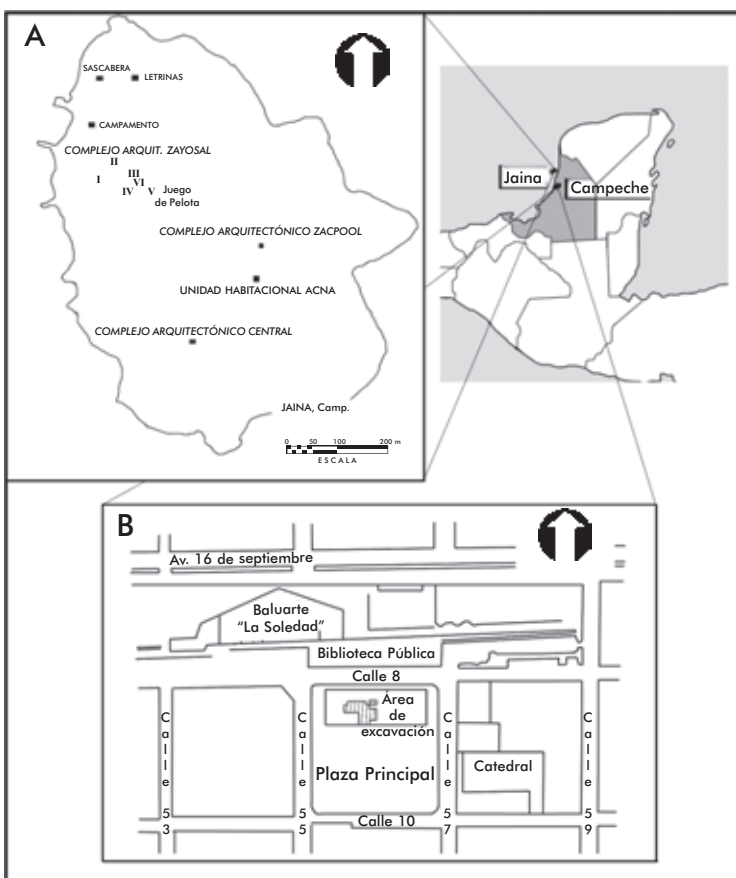 A
SASCABERA
LETRINAS
CAMPAMENTO
COMPLEJO ARQUIT. ZAYOSAL
II
I
III
VI
IV
V
Juego
de Pelota
COMPLEJO ARQUITECTÓNICO ZACPOOL
UNIDAD HABITACIONAL ACNA
COMPLEJO ARQUITECTÓNICO CENTRAL
JAINA, Camp.
0 50 100 200 m
ESCALA
Jaina
Campeche
B
Av. 16 de septiembre
Baluarte
"La Soledad"
Biblioteca Pública
Calle 8
Área
de
excavación
Plaza Principal
Catedral
Calle 53
Calle 55
Calle 57
Calle 59
Calle 10